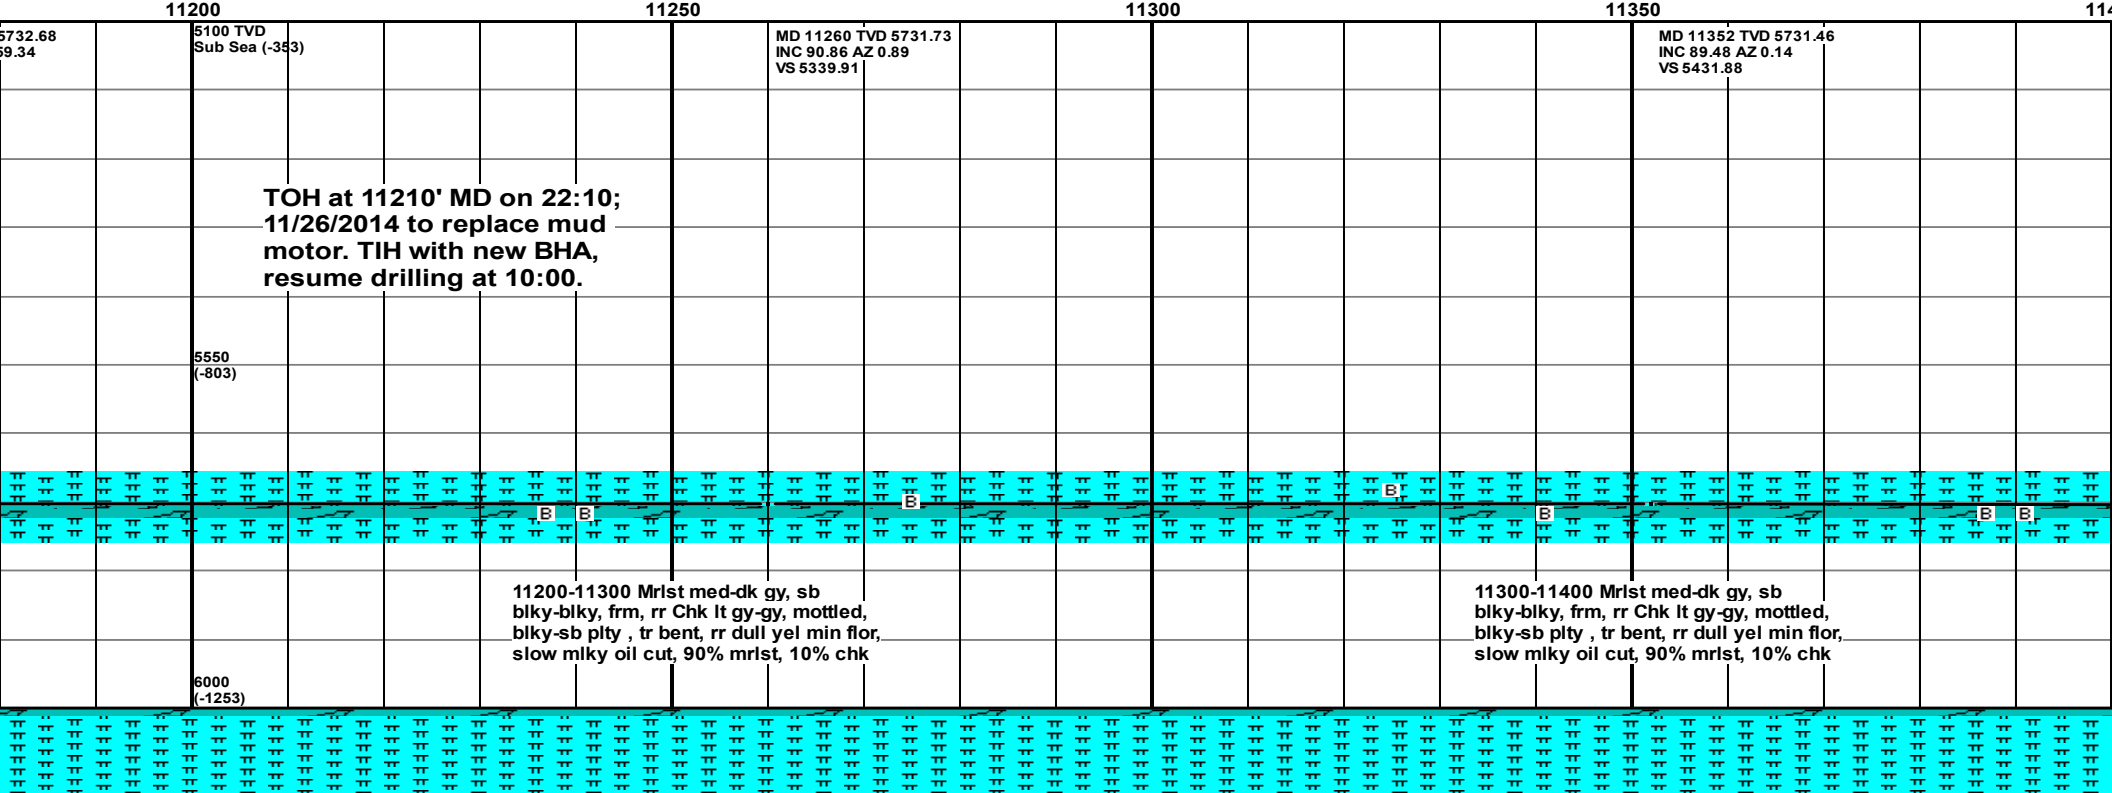 11200 11250 11300 11350 114
5732.68
59.34
5100 TVD
Sub Sea (-353)
MD 11260 TVD 5731.73
INC 90.86 AZ 0.89
VS 5339.91
MD 11352 TVD 5731.46
INC 89.48 AZ 0.14
VS 5431.88
TOH at 11210' MD on 22:10;
11/26/2014 to replace mud
motor. TIH with new BHA,
resume drilling at 10:00.
5550
(-803)
B B B B B B B
11200-11300 Mrlst med-dk gy, sb
blky-blky, frm, rr Chk lt gy-gy, mottled,
blky-sb plty , tr bent, rr dull yel min flor,
slow mlky oil cut, 90% mrlst, 10% chk
11300-11400 Mrlst med-dk gy, sb
blky-blky, frm, rr Chk lt gy-gy, mottled,
blky-sb plty , tr bent, rr dull yel min flor,
slow mlky oil cut, 90% mrlst, 10% chk
6000
(-1253)